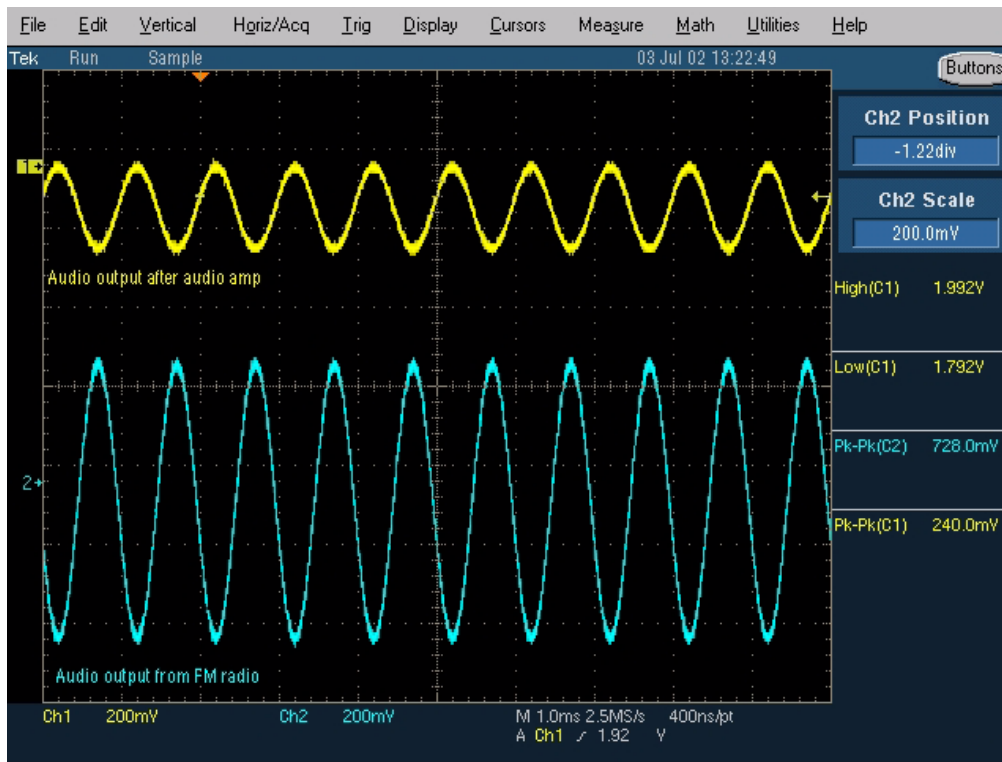 File Edit Vertical Horiz/Acq Trig Display Cursors Measure Math Utilities Help
Tek Run Sample 03 Jul 02 13:22:49
Buttons
Ch2 Position
-1.22div
Ch2 Scale
200.0mV
1
Audio output after audio amp
High(C1) 1.992V
Low(C1) 1.792V
Pk-Pk(C2) 728.0mV
2
Pk-Pk(C1) 240.0mV
Audio output from FM radio
Ch1 200mV Ch2 200mV M 1.0ms 2.5MS/s 400ns/pt
A Ch1 / 1.92 V